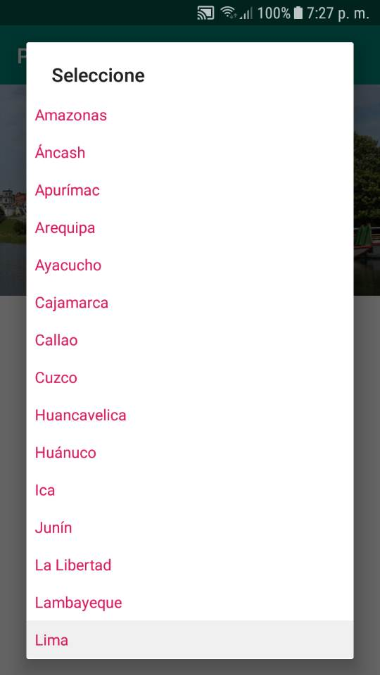 100% 7:27 p. m.
P
Seleccione
Amazonas
Áncash
Apurímac
Arequipa
Ayacucho
Cajamarca
Callao
Cuzco
Huancavelica
Huánuco
Ica
Junín
La Libertad
Lambayeque
Lima